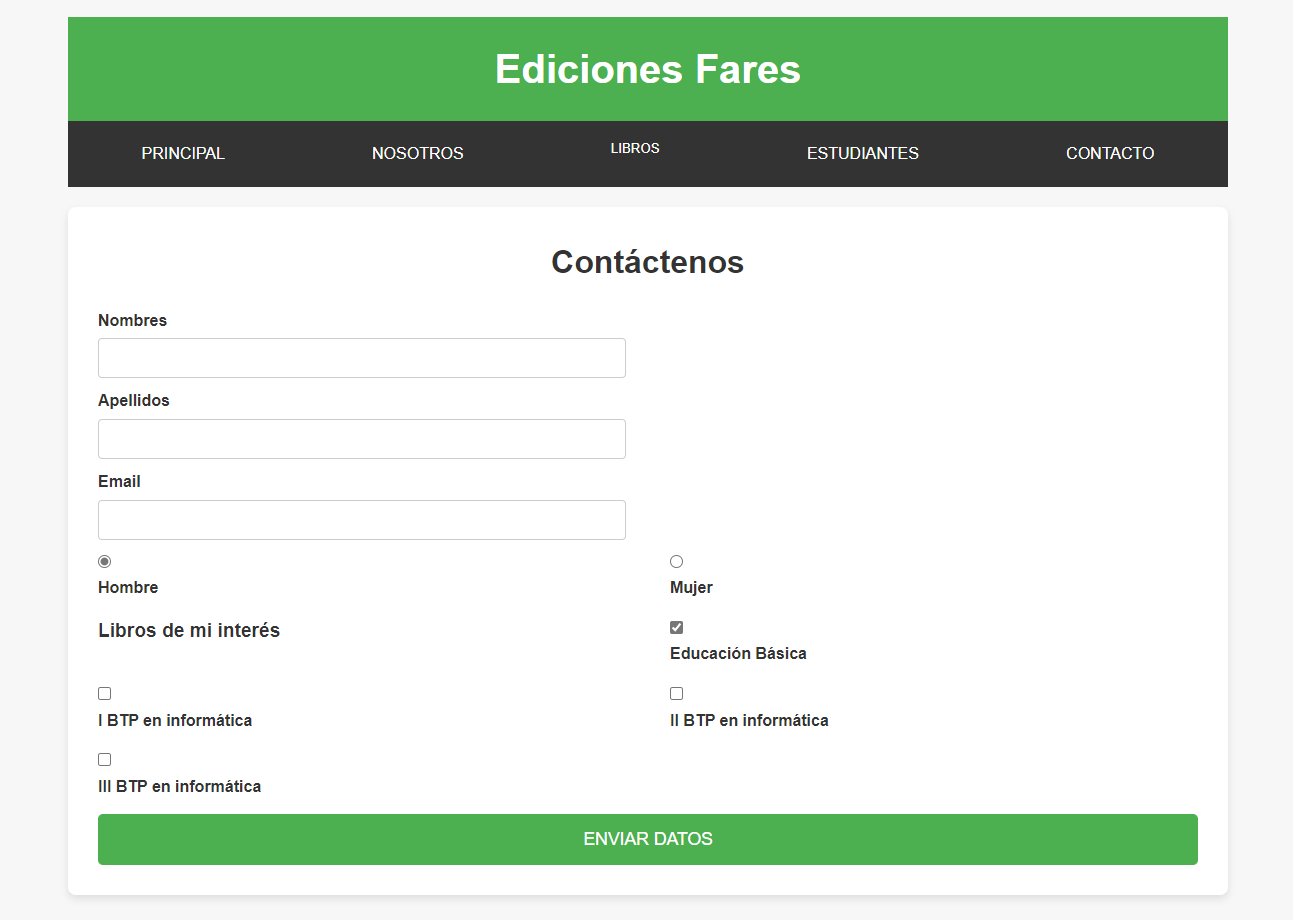 Ediciones Fares
PRINCIPAL NOSOTROS LIBROS ESTUDIANTES CONTACTO
Contáctenos
Nombres
Apellidos
Email
Hombre Mujer
Libros de mi interés
Educación Básica
I BTP en informática II BTP en informática
III BTP en informática
ENVIAR DATOS